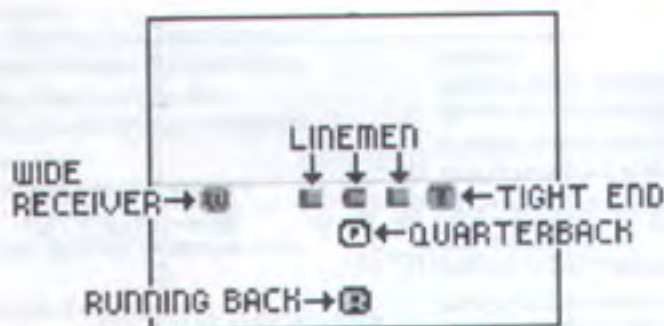 LINEMEN
WIDE
RECEIVER
TIGHT END
QUARTERBACK
RUNNING BACK
R